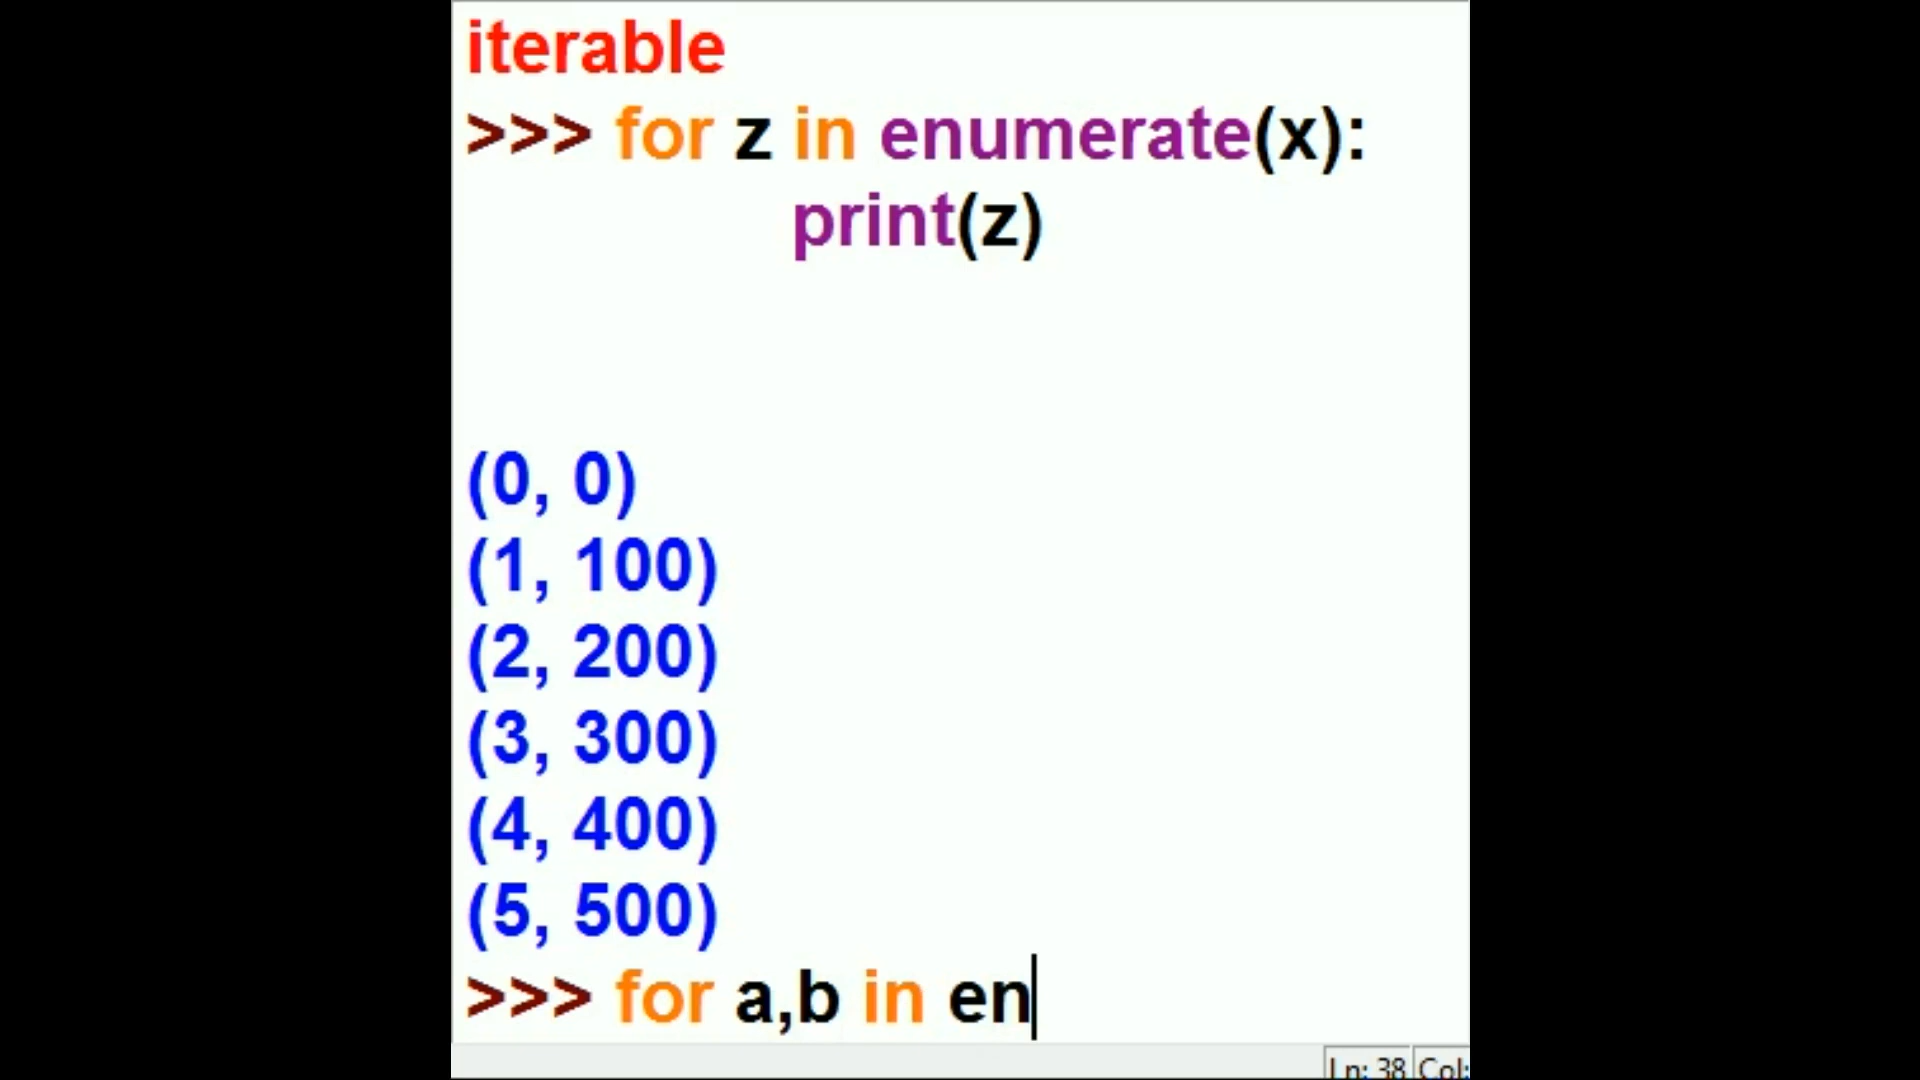 iterable
>>> for z in enumerate(x):
print(z)
(0, 0)
(1, 100)
(2, 200)
(3, 300)
(4, 400)
(5, 500)
>>> for a,b in en
Ln: 38 Col: